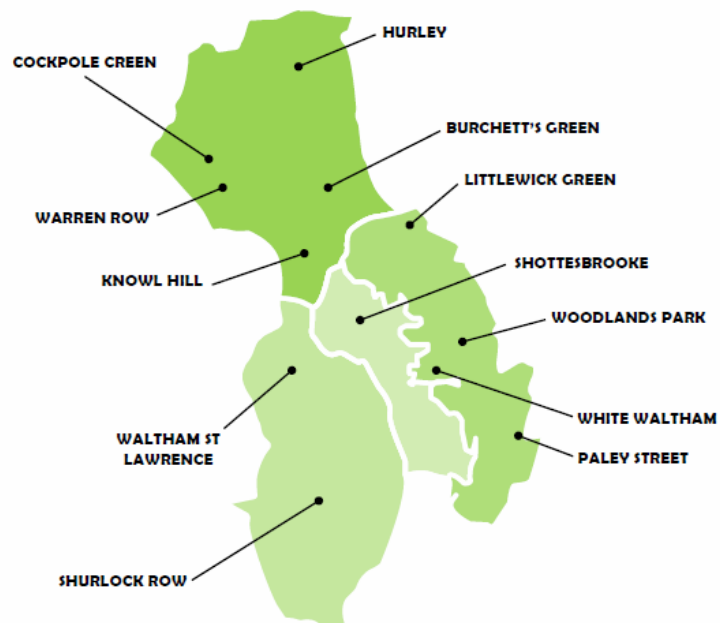 HURLEY
COCKPOLE CREEN
BURCHETT'S GREEN
LITTLEWICK GREEN
WARREN ROW
SHOTTESBROOKE
KNOWL HILL
WOODLANDS PARK
WHITE WALTHAM
WALTHAM ST
LAWRENCE
PALEY STREET
SHURLOCK ROW